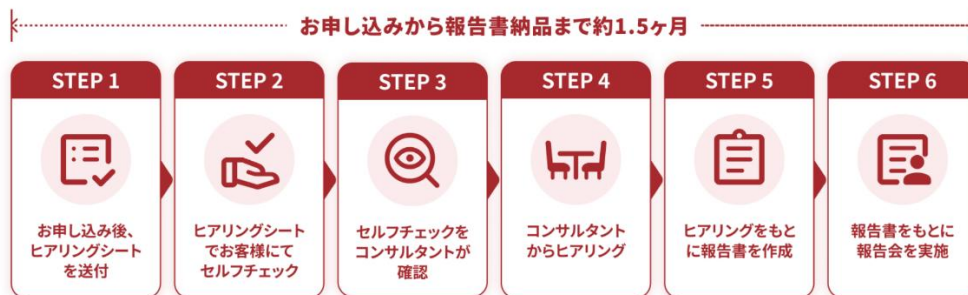 お申し込みから報告書納品まで約1.5ヶ月
STEP 1
お申し込み後、
ヒアリングシート
を送付
STEP 2
ヒアリングシート
でお客様にて
セルフチェック
STEP 3
セルフチェックを
コンサルタントが
確認
STEP 4
コンサルタント
からヒアリング
STEP 5
ヒアリングをもと
に報告書を作成
STEP 6
報告書をもとに
報告会を実施